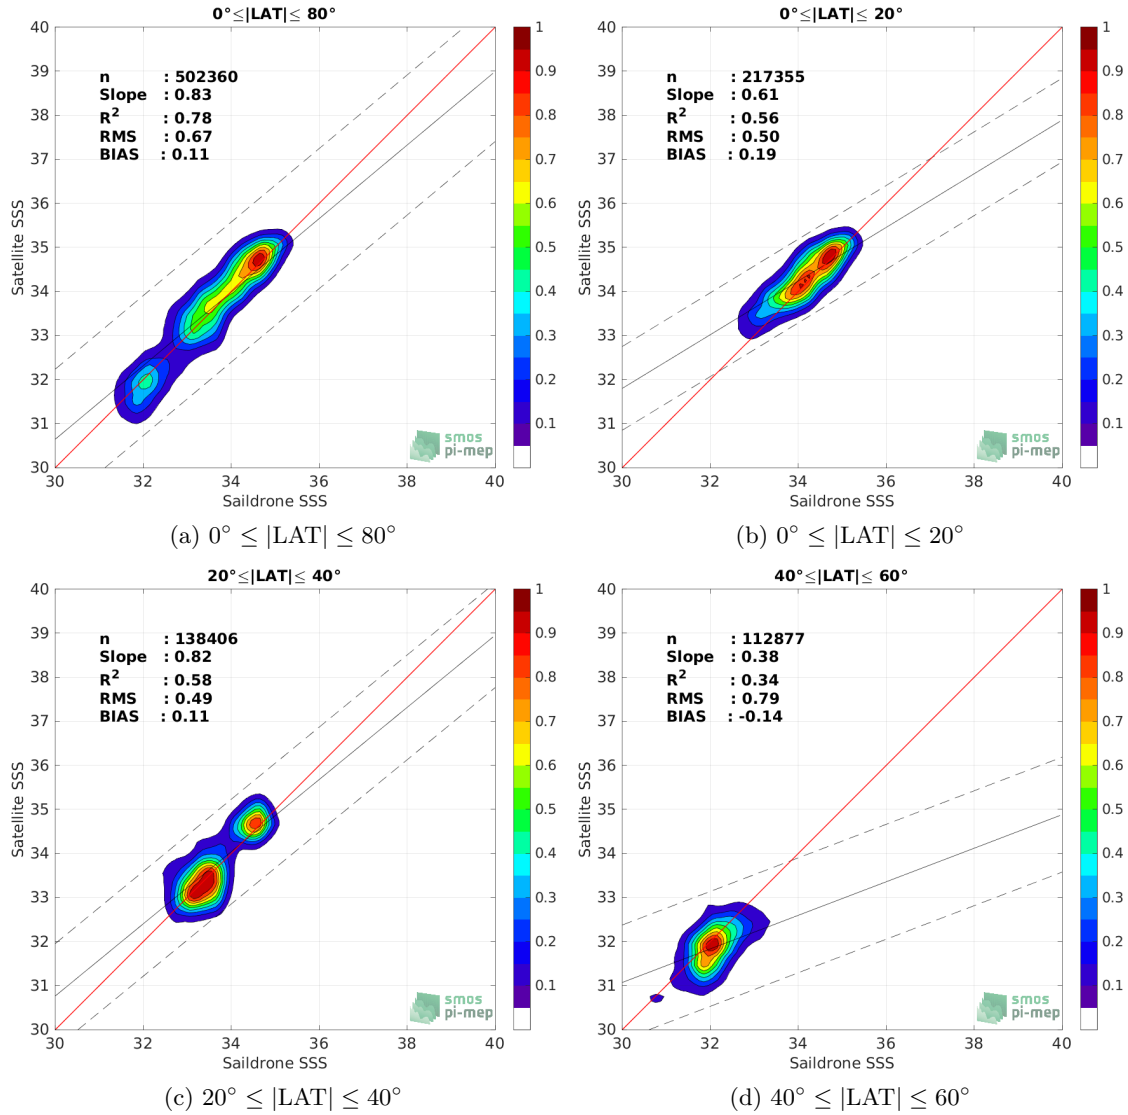 0°≤|LAT|≤ 80°
n : 502360
Slope : 0.83
R² : 0.78
RMS : 0.67
BIAS : 0.11
Satellite SSS
40
39
38
37
36
35
34
33
32
31
30
30 32 34 36 38 40
Saildrone SSS
1
0.9
0.8
0.7
0.6
0.5
0.4
0.3
0.2
0.1
smos
pi-mep
(a) 0° ≤ |LAT| ≤ 80°
0°≤|LAT|≤ 20°
n : 217355
Slope : 0.61
R² : 0.56
RMS : 0.50
BIAS : 0.19
Satellite SSS
40
39
38
37
36
35
34
33
32
31
30
30 32 34 36 38 40
Saildrone SSS
1
0.9
0.8
0.7
0.6
0.5
0.4
0.3
0.2
0.1
smos
pi-mep
(b) 0° ≤ |LAT| ≤ 20°
20°≤|LAT|≤ 40°
n : 138406
Slope : 0.82
R² : 0.58
RMS : 0.49
BIAS : 0.11
Satellite SSS
40
39
38
37
36
35
34
33
32
31
30
30 32 34 36 38 40
Saildrone SSS
1
0.9
0.8
0.7
0.6
0.5
0.4
0.3
0.2
0.1
smos
pi-mep
(c) 20° ≤ |LAT| ≤ 40°
40°≤|LAT|≤ 60°
n : 112877
Slope : 0.38
R² : 0.34
RMS : 0.79
BIAS : -0.14
Satellite SSS
40
39
38
37
36
35
34
33
32
31
30
30 32 34 36 38 40
Saildrone SSS
1
0.9
0.8
0.7
0.6
0.5
0.4
0.3
0.2
0.1
smos
pi-mep
(d) 40° ≤ |LAT| ≤ 60°